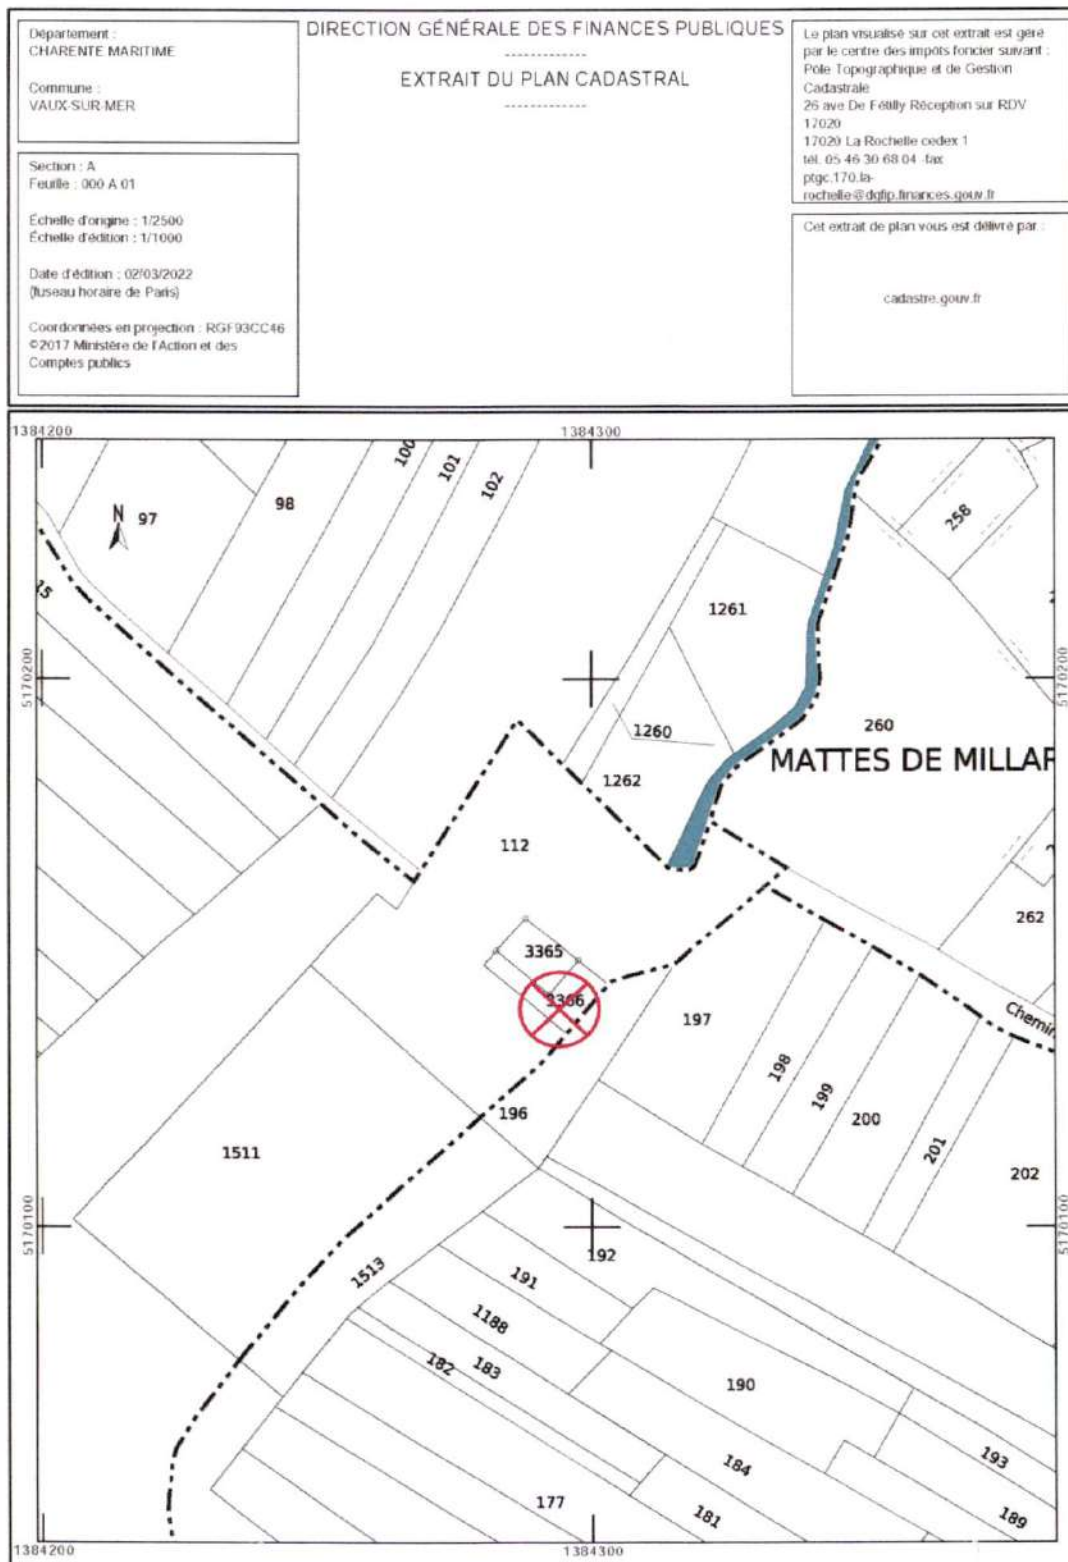 Département :
CHARENTE MARITIME
Commune :
VAUX-SUR-MER
Section : A
Feuille : 000 A 01
Échelle d'origine : 1/2500
Échelle d'édition : 1/1000
Date d'édition : 02/03/2022
(fuseau horaire de Paris)
Coordonnées en projection : RGF93CC46
©2017 Ministère de l'Action et des
Comptes publics
DIRECTION GÉNÉRALE DES FINANCES PUBLIQUES
------------
EXTRAIT DU PLAN CADASTRAL
------------
Le plan visualisé sur cet extrait est géré
par le centre des impôts foncier suivant :
Pôle Topographique et de Gestion
Cadastrale
26 ave De Fétilly Réception sur RDV
17020
17020 La Rochelle cedex 1
tél. 05 46 30 68 04 -fax
ptgc.170.la-
rochelle@dgfip.finances.gouv.fr
Cet extrait de plan vous est délivré par :
cadastre.gouv.fr
1384200
1384300
100
101
102
98
97
N
258
15
1261
5170200
5170200
260
1260
MATTES DE MILLAR
1262
112
262
3365
3366
Chemin
197
198
199
196
200
201
1511
202
5170100
5170100
192
1513
191
1188
183
182
190
193
184
177
181
189
1384200
1384300